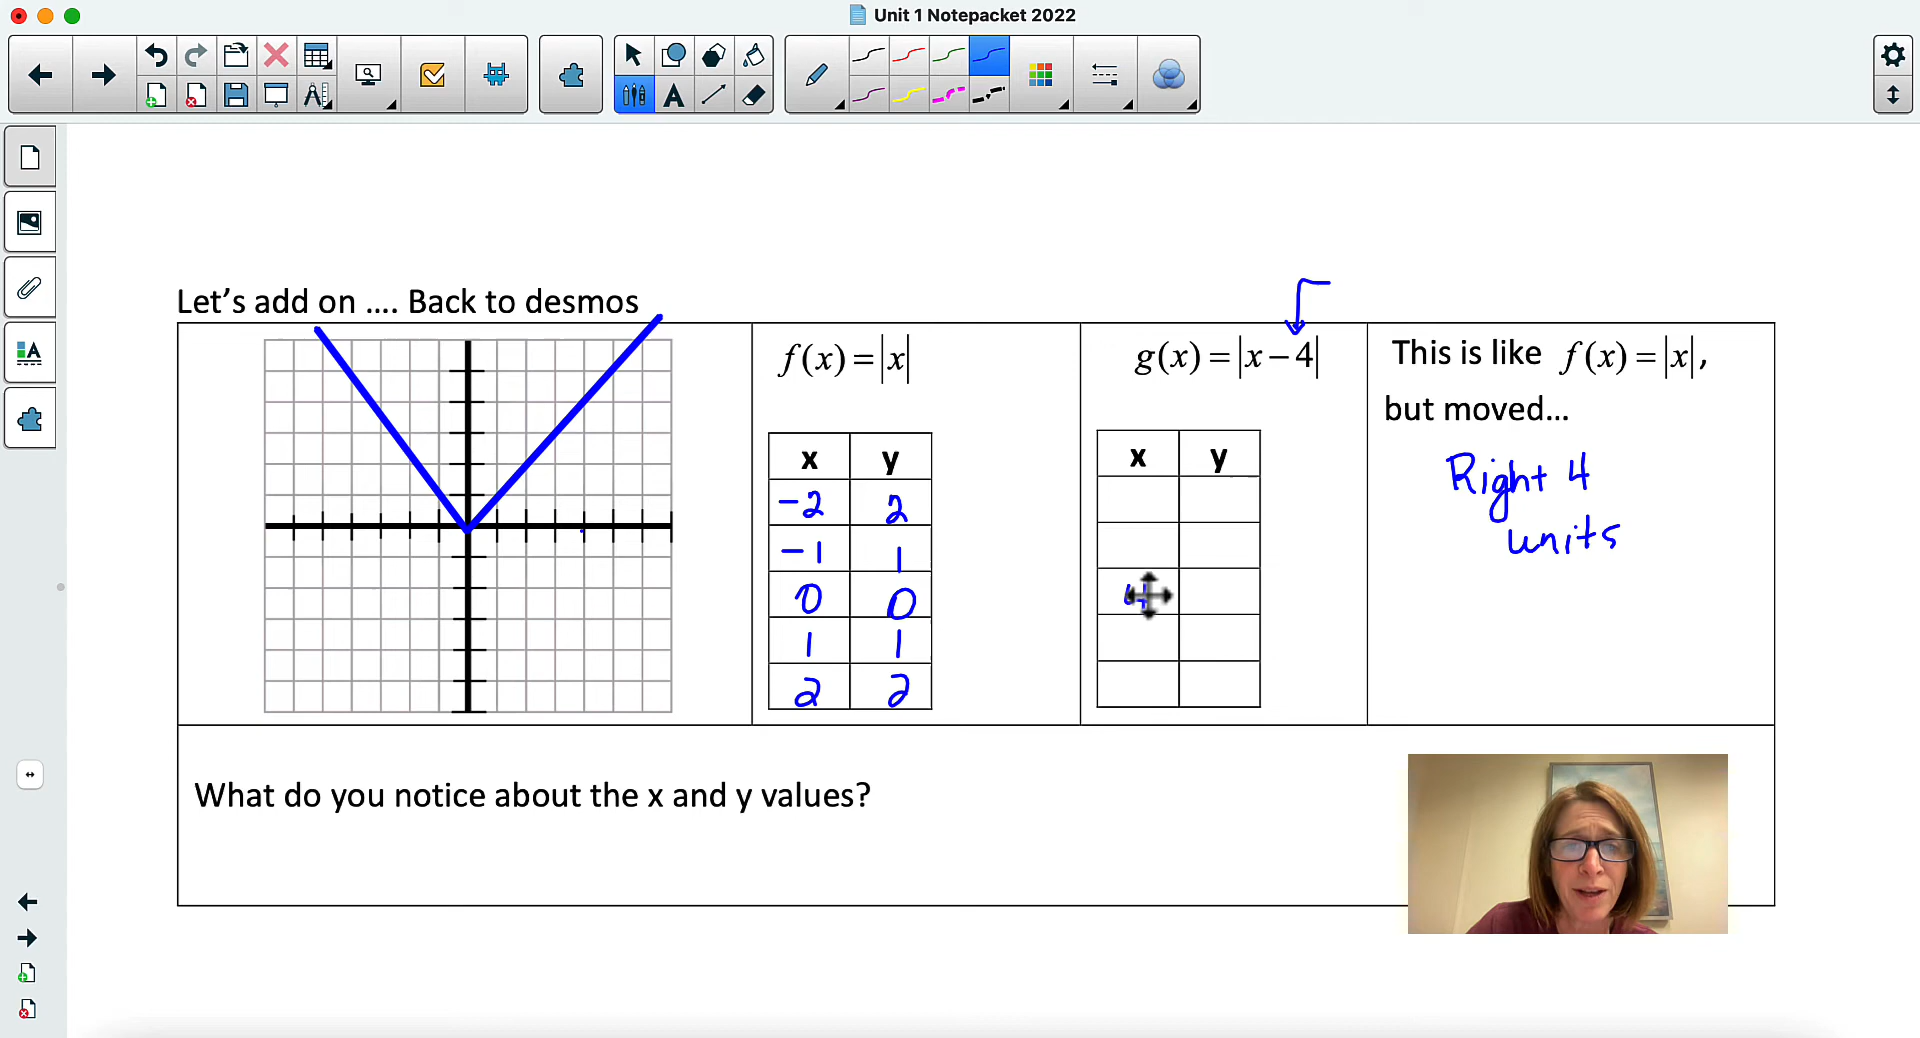 Unit 1 Notepacket 2022
Let's add on .... Back to desmos
f(x) = |x|
x y
-2 2
-1 1
0 0
1 1
2 2
g(x) = |x − 4|
x y
4
This is like f(x) = |x|,
but moved...
Right 4
units
What do you notice about the x and y values?